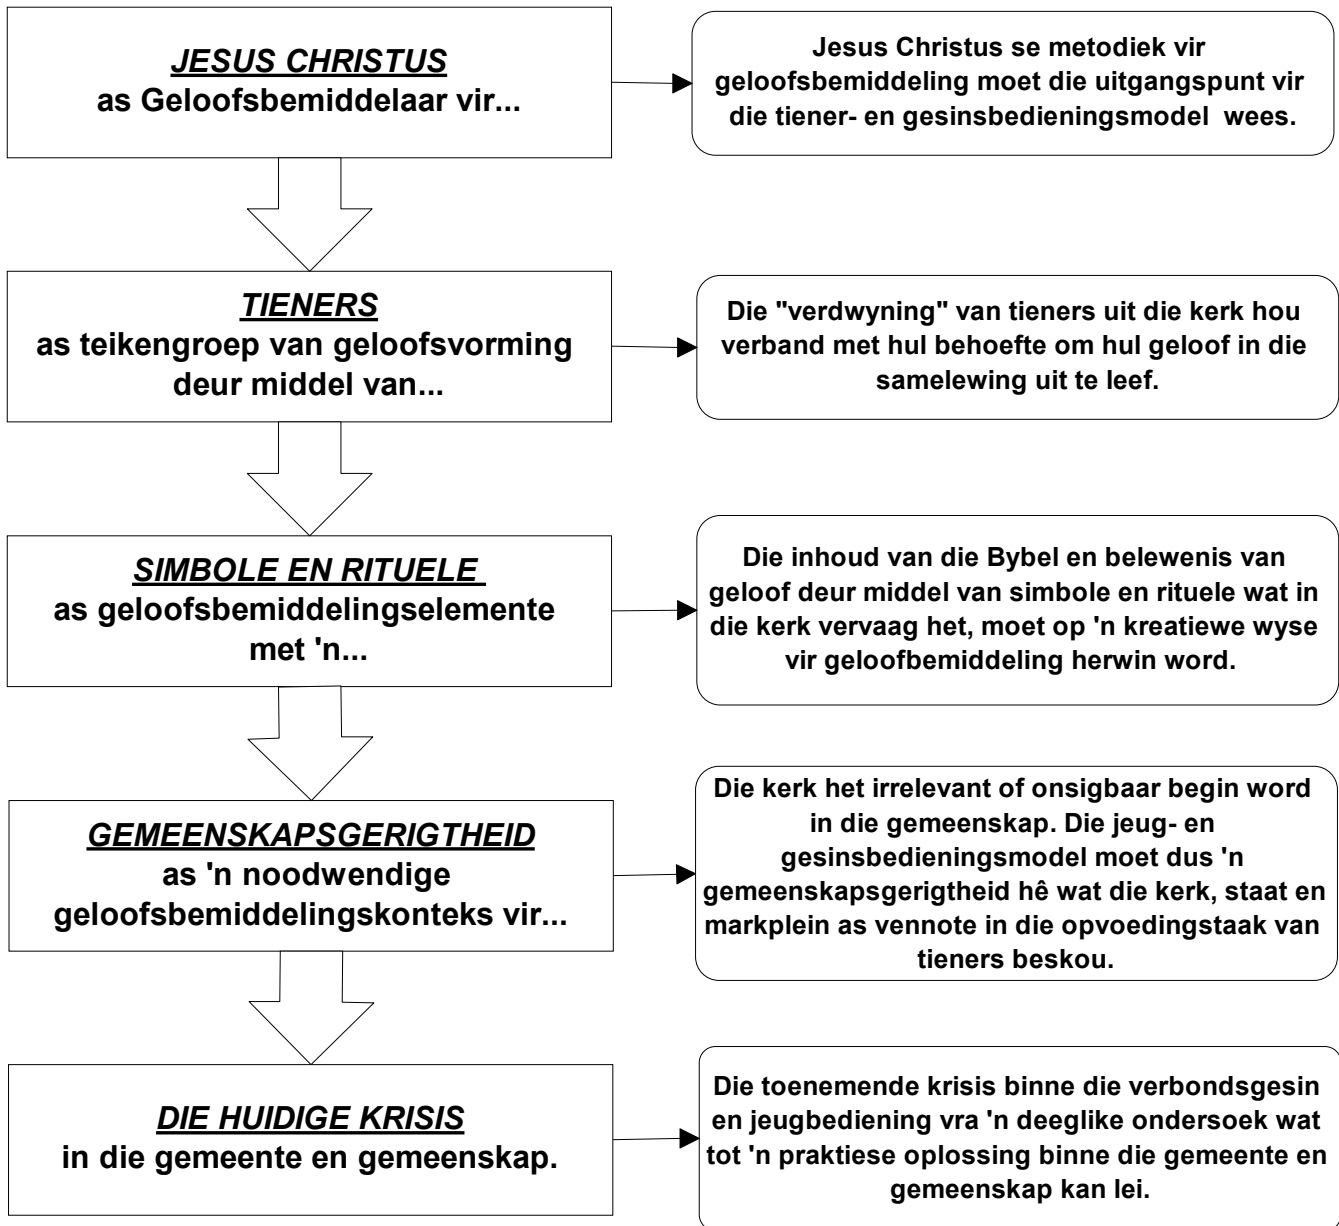 JESUS CHRISTUS
as Geloofsbemiddelaar vir...
Jesus Christus se metodiek vir
geloofsbemiddeling moet die uitgangspunt vir
die tiener- en gesinsbedieningsmodel wees.
TIENERS
as teikengroep van geloofsvorming
deur middel van...
Die "verdwyning" van tieners uit die kerk hou
verband met hul behoefte om hul geloof in die
samelewing uit te leef.
SIMBOLE EN RITUELE
as geloofsbemiddelingselemente
met 'n...
Die inhoud van die Bybel en belewenis van
geloof deur middel van simbole en rituele wat in
die kerk vervaag het, moet op 'n kreatiewe wyse
vir geloofbemiddeling herwin word.
GEMEENSKAPSGERIGTHEID
as 'n noodwendige
geloofsbemiddelingskonteks vir...
Die kerk het irrelevant of onsigbaar begin word
in die gemeenskap. Die jeug- en
gesinsbedieningsmodel moet dus 'n
gemeenskapsgerigtheid hê wat die kerk, staat en
markplein as vennote in die opvoedingstaak van
tieners beskou.
DIE HUIDIGE KRISIS
in die gemeente en gemeenskap.
Die toenemende krisis binne die verbondsgesin
en jeugbediening vra 'n deeglike ondersoek wat
tot 'n praktiese oplossing binne die gemeente en
gemeenskap kan lei.